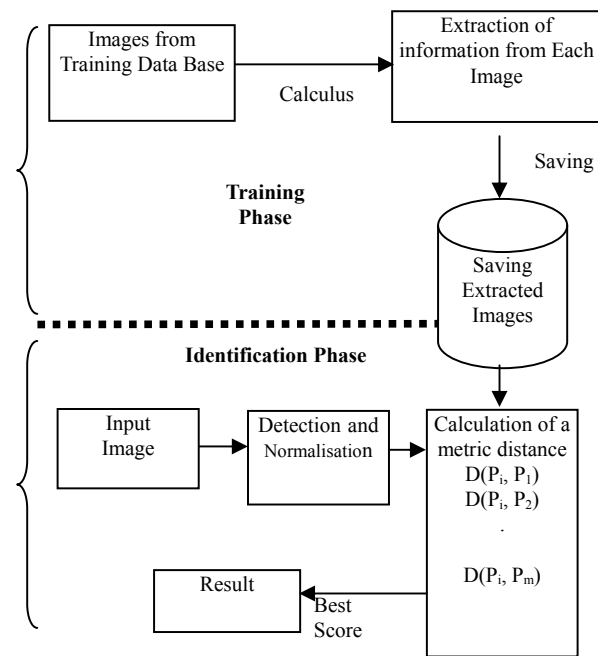 Images from
Training Data Base
Calculus
Extraction of
information from Each
Image
Saving
Training
Phase
Saving
Extracted
Images
Identification Phase
Input
Image
Detection and
Normalisation
Calculation of a
metric distance
D(Pᵢ, P₁)
D(Pᵢ, P₂)
.
D(Pᵢ, Pₘ)
Result
Best
Score